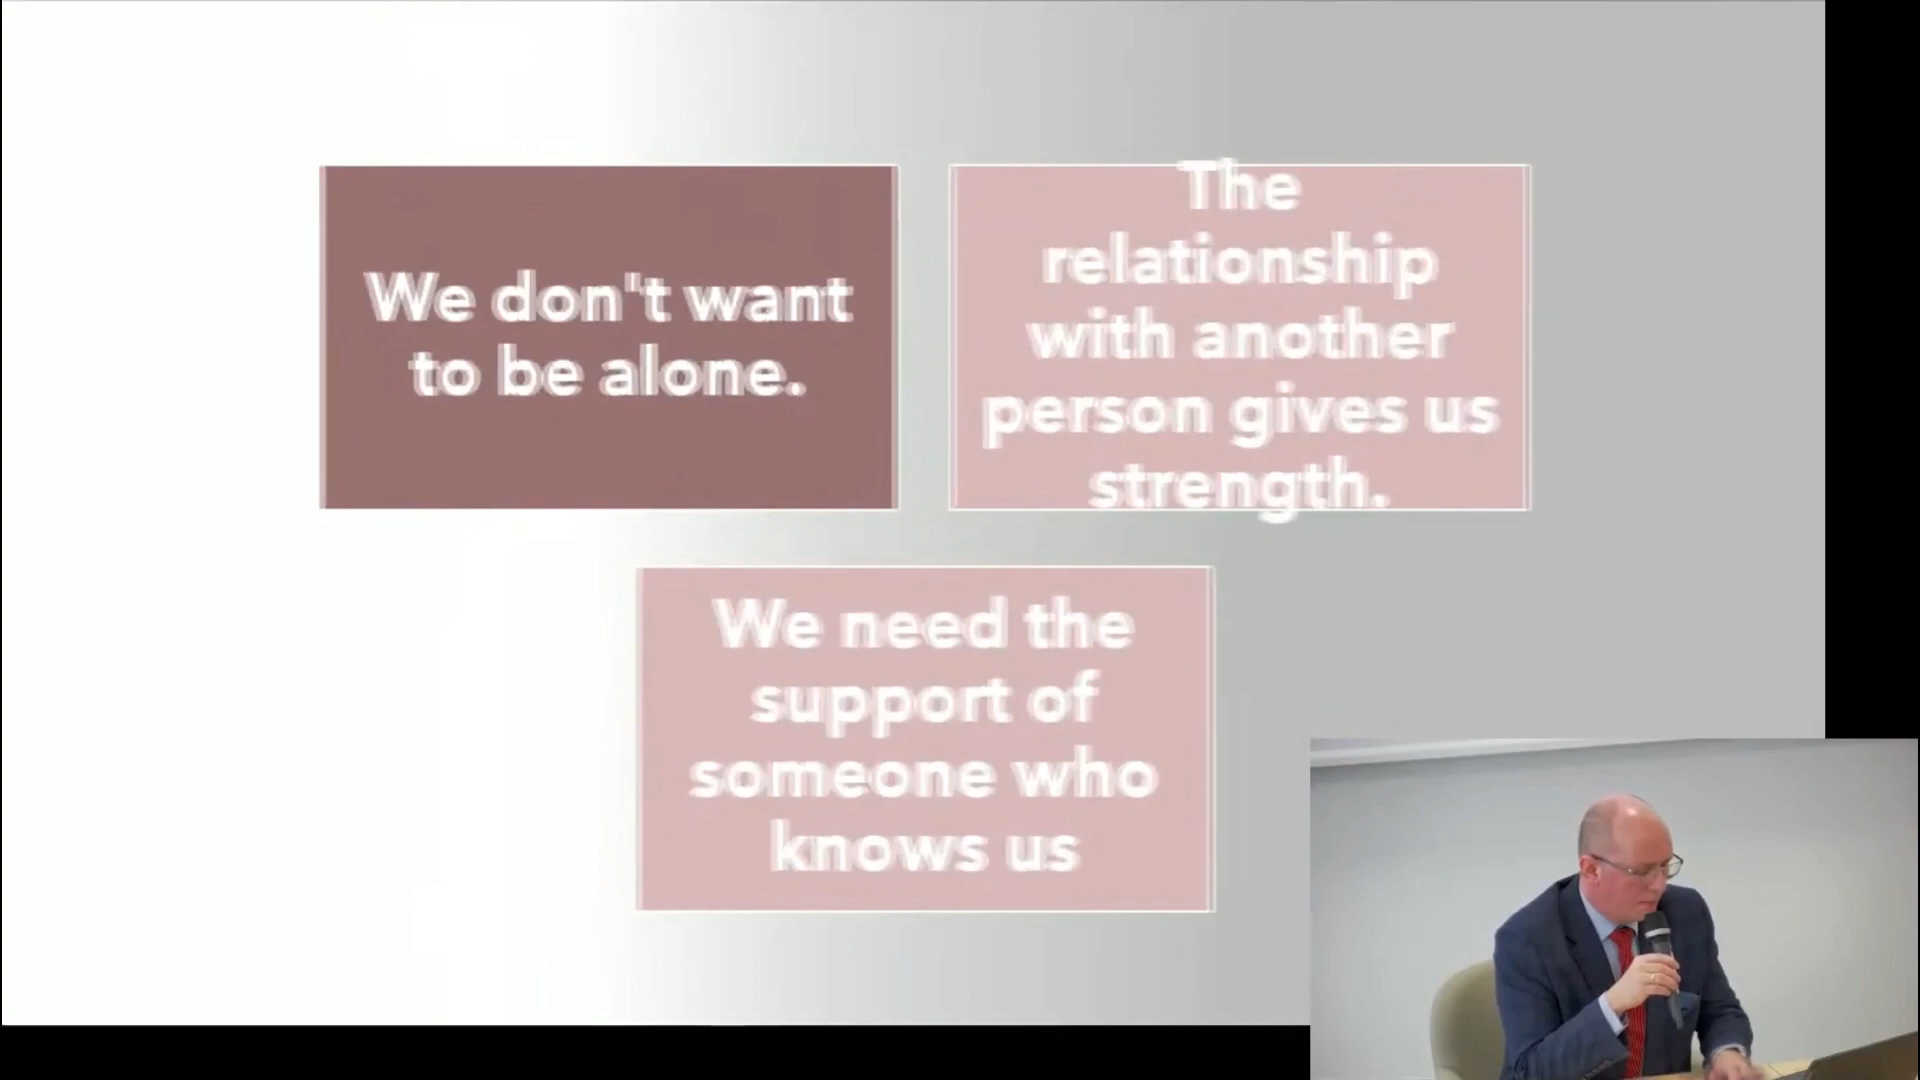 We don't want
to be alone.
The
relationship
with another
person gives us
strength.
We need the
support of
someone who
knows us